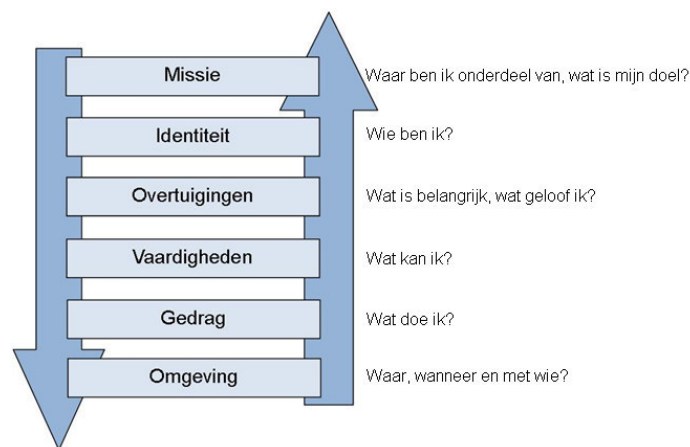 Missie
Waar ben ik onderdeel van, wat is mijn doel?
Identiteit
Wie ben ik?
Overtuigingen
Wat is belangrijk, wat geloof ik?
Vaardigheden
Wat kan ik?
Gedrag
Wat doe ik?
Omgeving
Waar, wanneer en met wie?